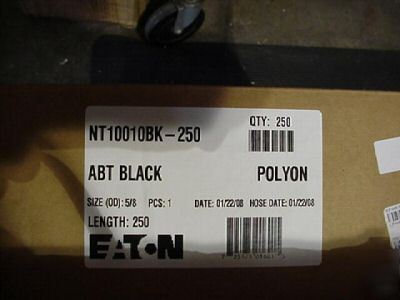 QTY: 250
NT10010BK-250
ABT BLACK POLYON
SIZE (OD): 5/8 PCS: 1 DATE: 01/22/08 HOSE DATE: 01/22/08
LENGTH: 250
EATON